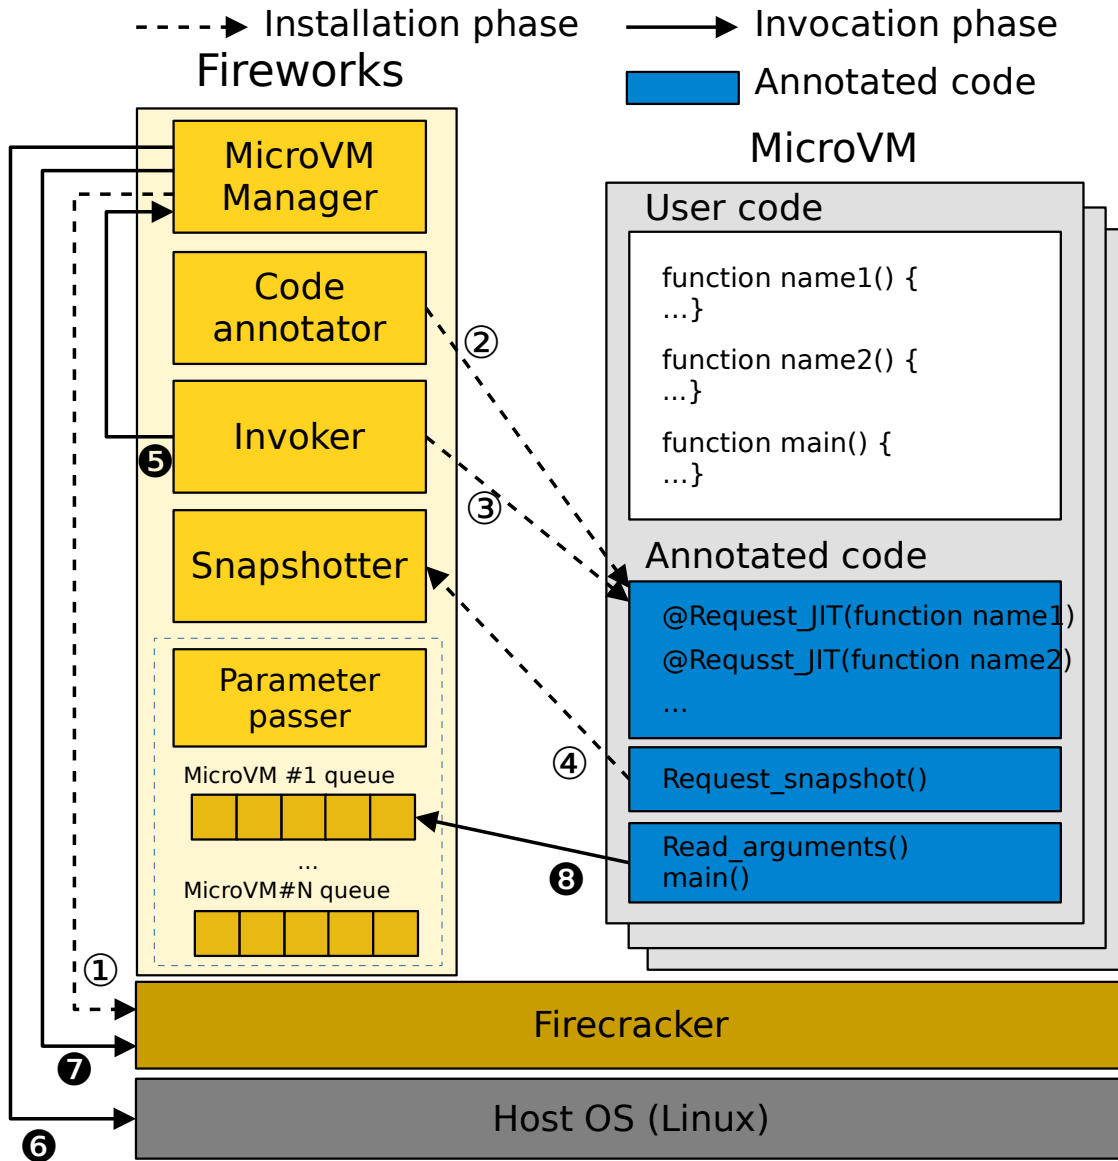 Installation phase
Invocation phase
Fireworks
Annotated code
MicroVM
MicroVM
Manager
Code
annotator
Invoker
Snapshotter
Parameter
passer
MicroVM #1 queue
...
MicroVM#N queue
User code
function name1() {
...}
function name2() {
...}
function main() {
...}
Annotated code
@Request_JIT(function name1)
@Requsst_JIT(function name2)
...
Request_snapshot()
Read_arguments()
main()
②
❺
③
④
❽
①
❼
❻
Firecracker
Host OS (Linux)